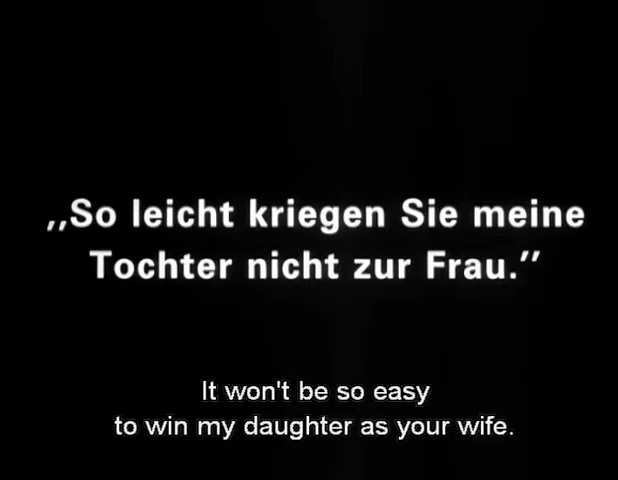 ,,So leicht kriegen Sie meine
Tochter nicht zur Frau.”
It won't be so easy
to win my daughter as your wife.